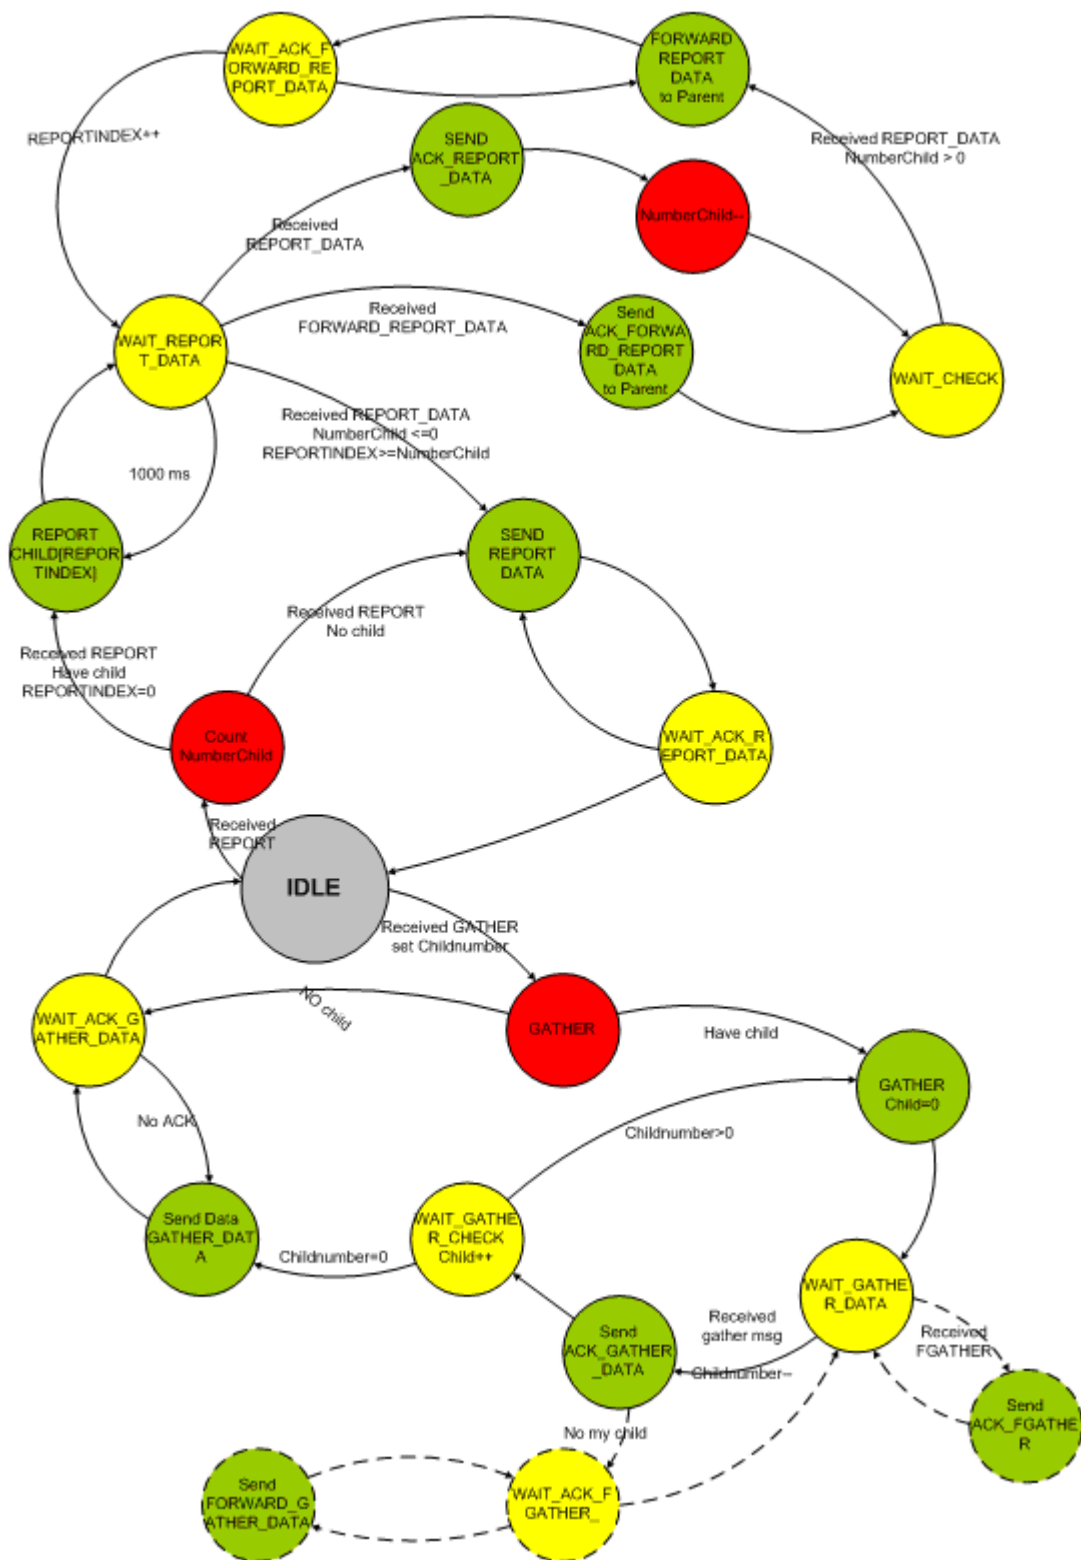 WAIT_ACK_F
ORWARD_RE
PORT_DATA
FORWARD
REPORT
DATA
to Parent
REPORTINDEX++
SEND
ACK_REPORT
_DATA
Received REPORT_DATA
NumberChild > 0
NumberChild--
Received
REPORT_DATA
Received
FORWARD_REPORT_DATA
Send
ACK_FORWA
RD_REPORT
DATA
to Parent
WAIT_REPOR
T_DATA
WAIT_CHECK
Received REPORT_DATA
NumberChild <=0
REPORTINDEX>=NumberChild
1000 ms
REPORT
CHILD[REPOR
TINDEX]
SEND
REPORT
DATA
Received REPORT
No child
Received REPORT
Have child
REPORTINDEX=0
Count
NumberChild
WAIT_ACK_R
EPORT_DATA
Received
REPORT
IDLE
Received GATHER
set Childnumber
NO child
WAIT_ACK_G
ATHER_DATA
GATHER
Have child
GATHER
Child=0
No ACK
Childnumber>0
Send Data
GATHER_DAT
A
WAIT_GATHE
R_CHECK
Child++
Childnumber=0
WAIT_GATHE
R_DATA
Received
gather msg
Childnumber--
Received
FGATHER
Send
ACK_GATHER
_DATA
Send
ACK_FGATHE
R
No my child
Send
FORWARD_G
ATHER_DATA
WAIT_ACK_F
GATHER_